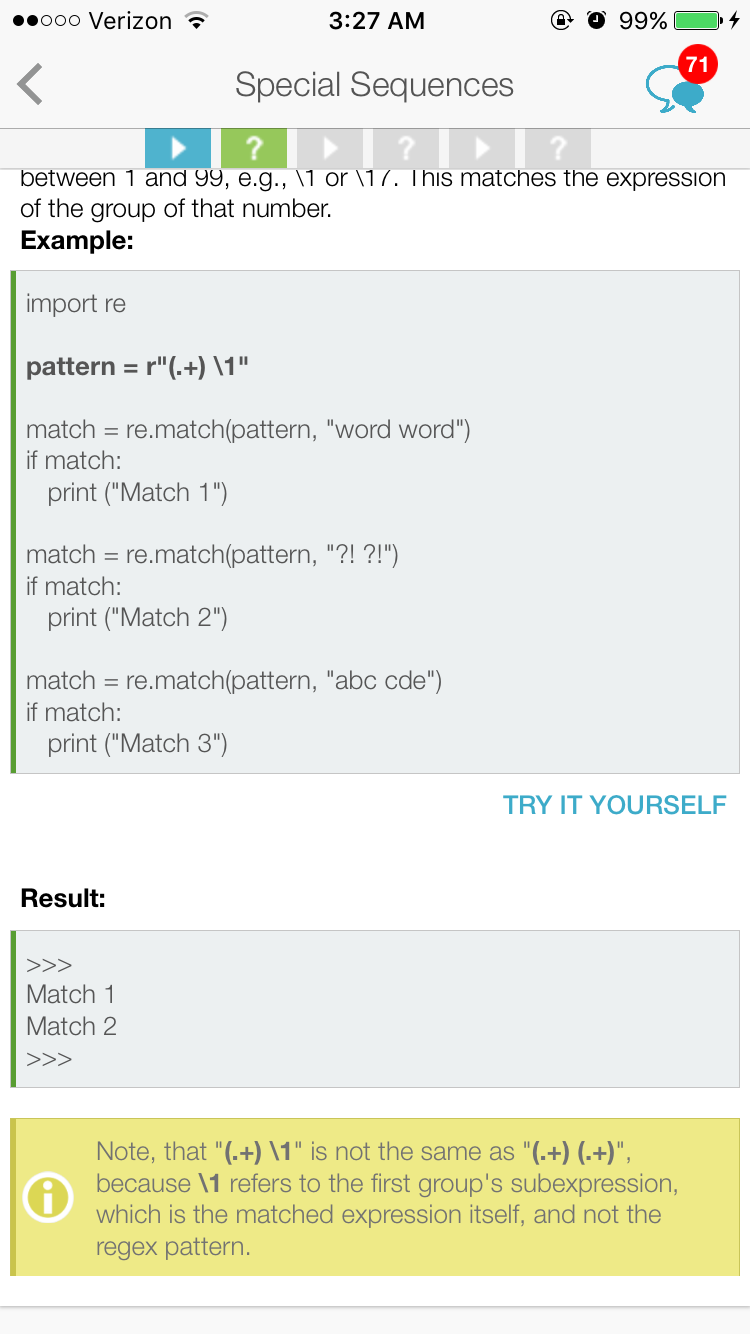 Verizon 3:27 AM 99%
Special Sequences 71
? ? ?
between 1 and 99, e.g., \1 or \17. This matches the expression
of the group of that number.
Example:
import re
pattern = r"(.+) \1"
match = re.match(pattern, "word word")
if match:
   print ("Match 1")
match = re.match(pattern, "?! ?!")
if match:
   print ("Match 2")
match = re.match(pattern, "abc cde")
if match:
   print ("Match 3")
TRY IT YOURSELF
Result:
>>>
Match 1
Match 2
>>>
Note, that "(.+) \1" is not the same as "(.+) (.+)",
because \1 refers to the first group's subexpression,
which is the matched expression itself, and not the
regex pattern.